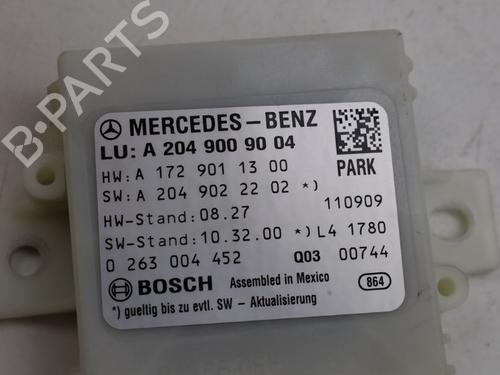 MERCEDES-BENZ
LU: A 204 900 90 04
HW: A 172 901 13 00
PARK
SW: A 204 902 22 02 *)
HW-Stand: 08.27
110909
SW-Stand: 10.32.00 *) L4 1780
0 263 004 452
Q03 00744
BOSCH Assembled in Mexico
864
*) gueltig bis zu evtl. SW - Aktualisierung